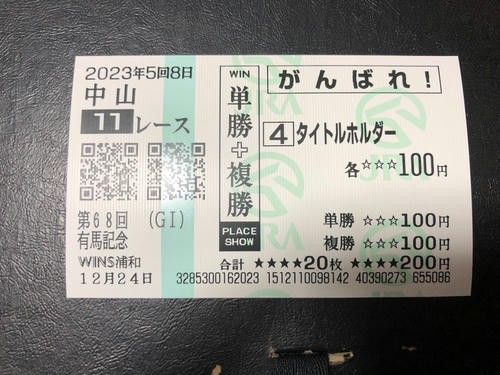 2023年5回8日
中山
11レース
第68回 (GI)
有馬記念
WINS浦和
12月24日
WIN
単勝+複勝
PLACE
SHOW
がんばれ!
4 タイトルホルダー
各☆☆☆100円
単勝 ☆☆☆100円
複勝 ☆☆☆100円
合計 ★★★★20枚 ★★★★200円
3285300162023 1512110098142 40390273 655086
JRA
JRA